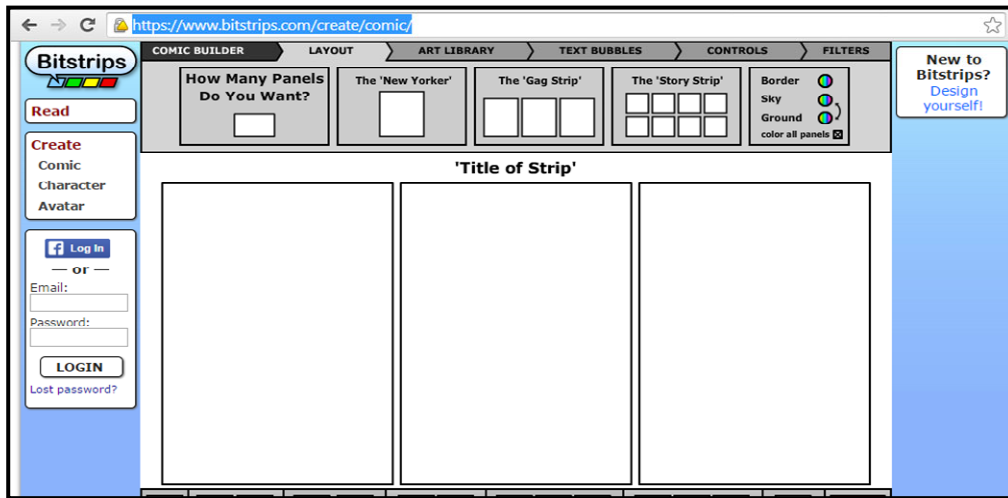 https://www.bitstrips.com/create/comic/
Bitstrips
COMIC BUILDER LAYOUT ART LIBRARY TEXT BUBBLES CONTROLS FILTERS
How Many Panels
Do You Want?
The 'New Yorker'
The 'Gag Strip'
The 'Story Strip'
Border
Sky
Ground
color all panels
New to
Bitstrips?
Design
yourself!
Read
Create
Comic
Character
Avatar
f Log In
— or —
Email:
Password:
LOGIN
Lost password?
'Title of Strip'